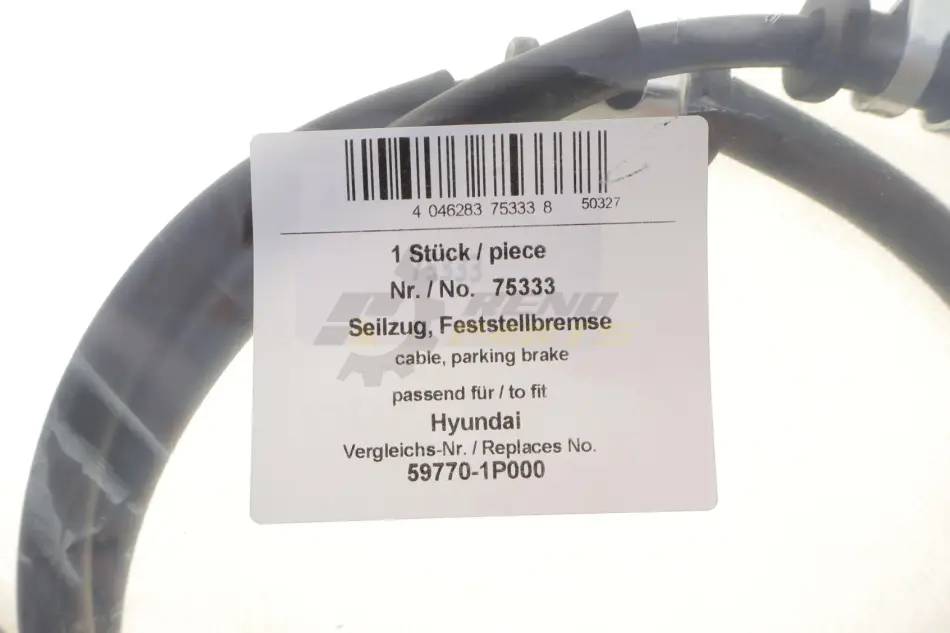 4 046283 75333 8 50327
1 Stück / piece
Nr. / No. 75333
Seilzug, Feststellbremse
cable, parking brake
passend für / to fit
Hyundai
Vergleichs-Nr. / Replaces No.
59770-1P000